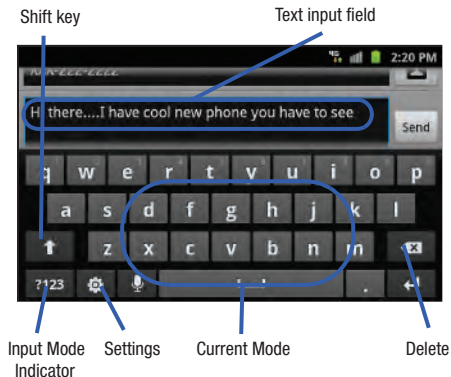 Shift key
Text input field
4G 2:20 PM
Hi there....I have cool new phone you have to see
Send
q w e r t y u i o p
a s d f g h j k l
z x c v b n m
?123 .
Input Mode Indicator
Settings
Current Mode
Delete